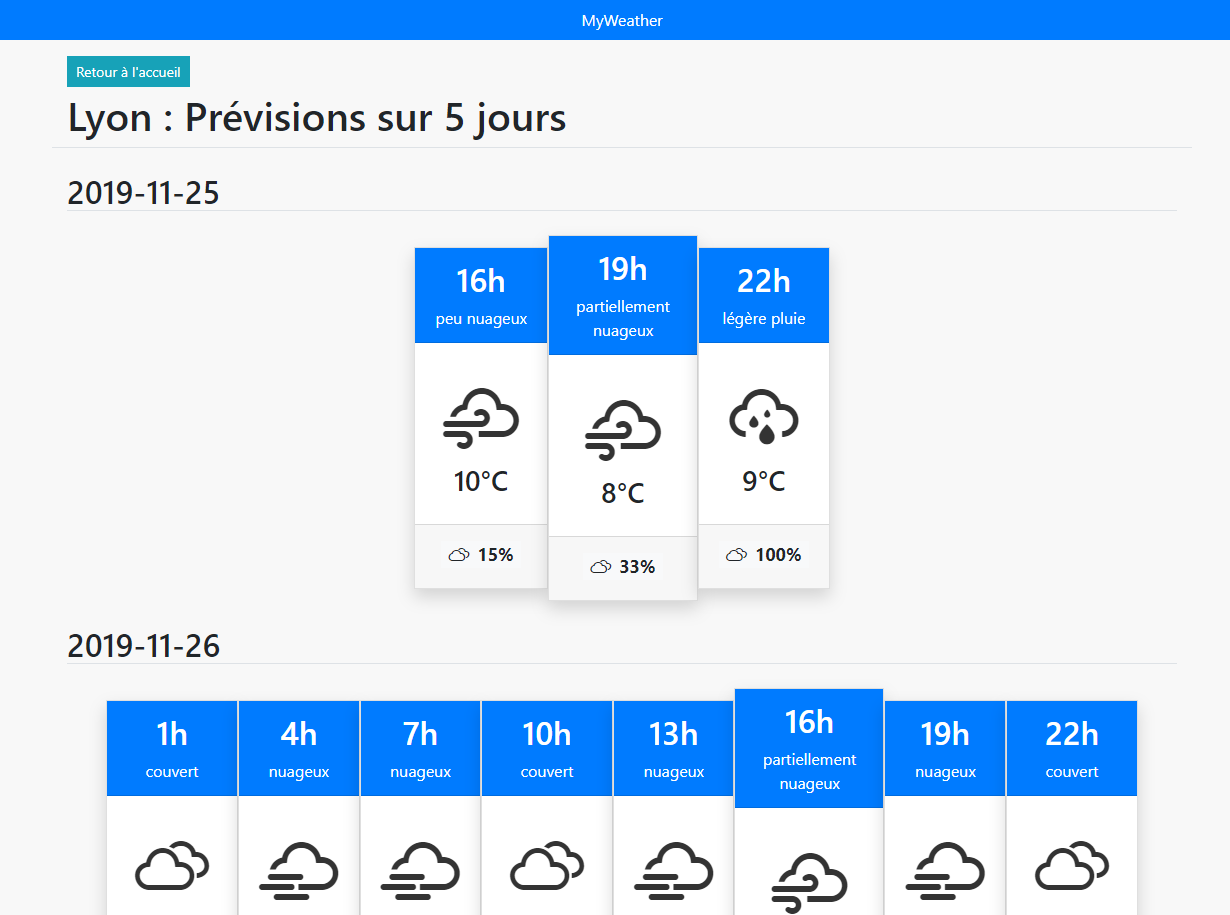 MyWeather
Retour à l'accueil
Lyon : Prévisions sur 5 jours
2019-11-25
16h
peu nuageux
10°C
15%
19h
partiellement
nuageux
8°C
33%
22h
légère pluie
9°C
100%
2019-11-26
1h
couvert
4h
nuageux
7h
nuageux
10h
couvert
13h
nuageux
16h
partiellement
nuageux
19h
nuageux
22h
couvert